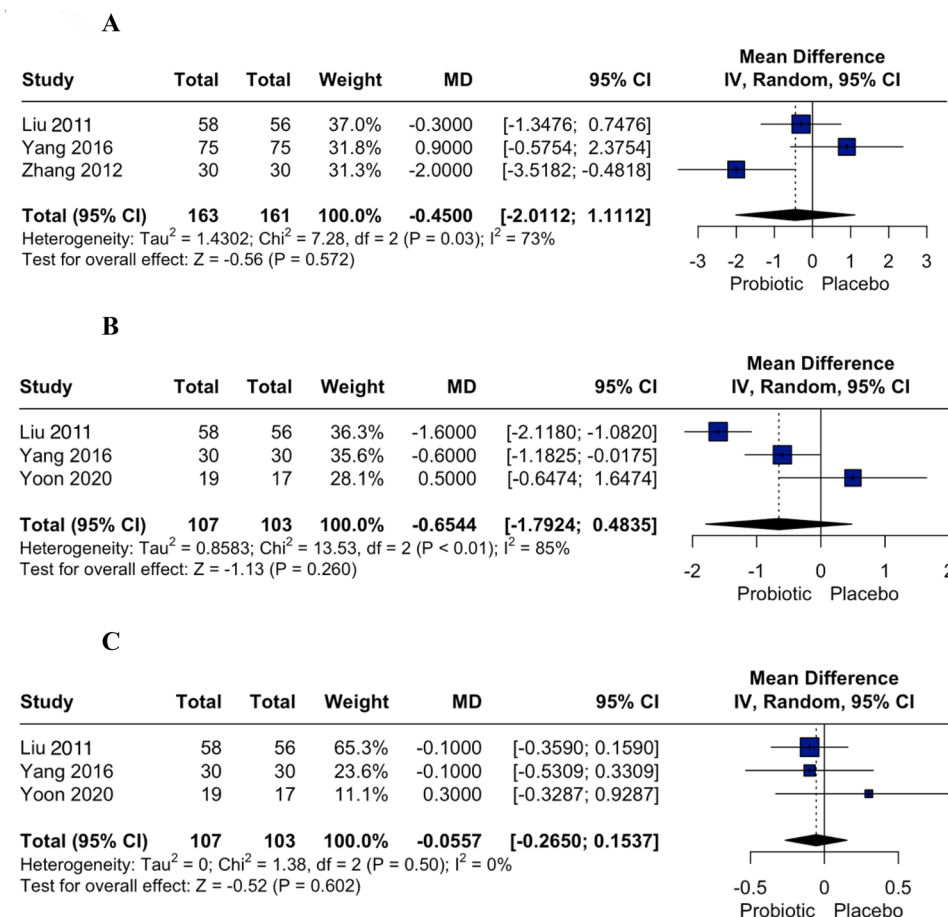 A
Mean Difference
Study Total Total Weight MD 95% CI IV, Random, 95% CI
Liu 2011 58 56 37.0% -0.3000 [-1.3476; 0.7476]
Yang 2016 75 75 31.8% 0.9000 [-0.5754; 2.3754]
Zhang 2012 30 30 31.3% -2.0000 [-3.5182; -0.4818]
Total (95% CI) 163 161 100.0% -0.4500 [-2.0112; 1.1112]
Heterogeneity: Tau² = 1.4302; Chi² = 7.28, df = 2 (P = 0.03); I² = 73%
Test for overall effect: Z = -0.56 (P = 0.572)
-3 -2 -1 0 1 2 3
Probiotic Placebo
B
Mean Difference
Study Total Total Weight MD 95% CI IV, Random, 95% CI
Liu 2011 58 56 36.3% -1.6000 [-2.1180; -1.0820]
Yang 2016 30 30 35.6% -0.6000 [-1.1825; -0.0175]
Yoon 2020 19 17 28.1% 0.5000 [-0.6474; 1.6474]
Total (95% CI) 107 103 100.0% -0.6544 [-1.7924; 0.4835]
Heterogeneity: Tau² = 0.8583; Chi² = 13.53, df = 2 (P < 0.01); I² = 85%
Test for overall effect: Z = -1.13 (P = 0.260)
-2 -1 0 1 2
Probiotic Placebo
C
Mean Difference
Study Total Total Weight MD 95% CI IV, Random, 95% CI
Liu 2011 58 56 65.3% -0.1000 [-0.3590; 0.1590]
Yang 2016 30 30 23.6% -0.1000 [-0.5309; 0.3309]
Yoon 2020 19 17 11.1% 0.3000 [-0.3287; 0.9287]
Total (95% CI) 107 103 100.0% -0.0557 [-0.2650; 0.1537]
Heterogeneity: Tau² = 0; Chi² = 1.38, df = 2 (P = 0.50); I² = 0%
Test for overall effect: Z = -0.52 (P = 0.602)
-0.5 0 0.5
Probiotic Placebo